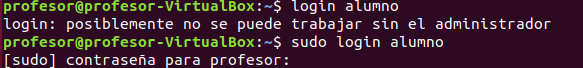 profesor@profesor-VirtualBox:~$ login alumno
login: posiblemente no se puede trabajar sin el administrador
profesor@profesor-VirtualBox:~$ sudo login alumno
[sudo] contraseña para profesor: